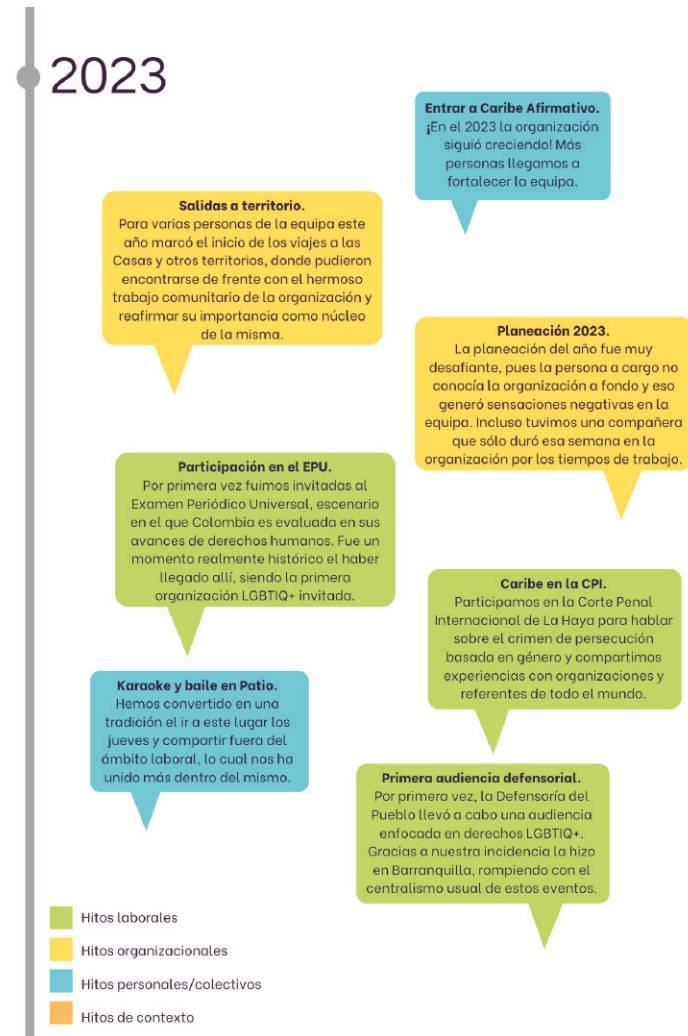 2023
Entrar a Caribe Afirmativo.
¡En el 2023 la organización
siguió creciendo! Más
personas llegamos a
fortalecer la equipa.
Salidas a territorio.
Para varias personas de la equipa este
año marcó el inicio de los viajes a las
Casas y otros territorios, donde pudieron
encontrarse de frente con el hermoso
trabajo comunitario de la organización y
reafirmar su importancia como núcleo
de la misma.
Planeación 2023.
La planeación del año fue muy
desafiante, pues la persona a cargo no
conocía la organización a fondo y eso
generó sensaciones negativas en la
equipa. Incluso tuvimos una compañera
que sólo duró esa semana en la
organización por los tiempos de trabajo.
Participación en el EPU.
Por primera vez fuimos invitadas al
Examen Periódico Universal, escenario
en el que Colombia es evaluada en sus
avances de derechos humanos. Fue un
momento realmente histórico el haber
llegado allí, siendo la primera
organización LGBTIQ+ invitada.
Caribe en la CPI.
Participamos en la Corte Penal
Internacional de La Haya para hablar
sobre el crimen de persecución
basada en género y compartimos
experiencias con organizaciones y
referentes de todo el mundo.
Karaoke y baile en Patio.
Hemos convertido en una
tradición el ir a este lugar los
jueves y compartir fuera del
ámbito laboral, lo cual nos ha
unido más dentro del mismo.
Primera audiencia defensorial.
Por primera vez, la Defensoría del
Pueblo llevó a cabo una audiencia
enfocada en derechos LGBTIQ+.
Gracias a nuestra incidencia la hizo
en Barranquilla, rompiendo con el
centralismo usual de estos eventos.
Hitos laborales
Hitos organizacionales
Hitos personales/colectivos
Hitos de contexto